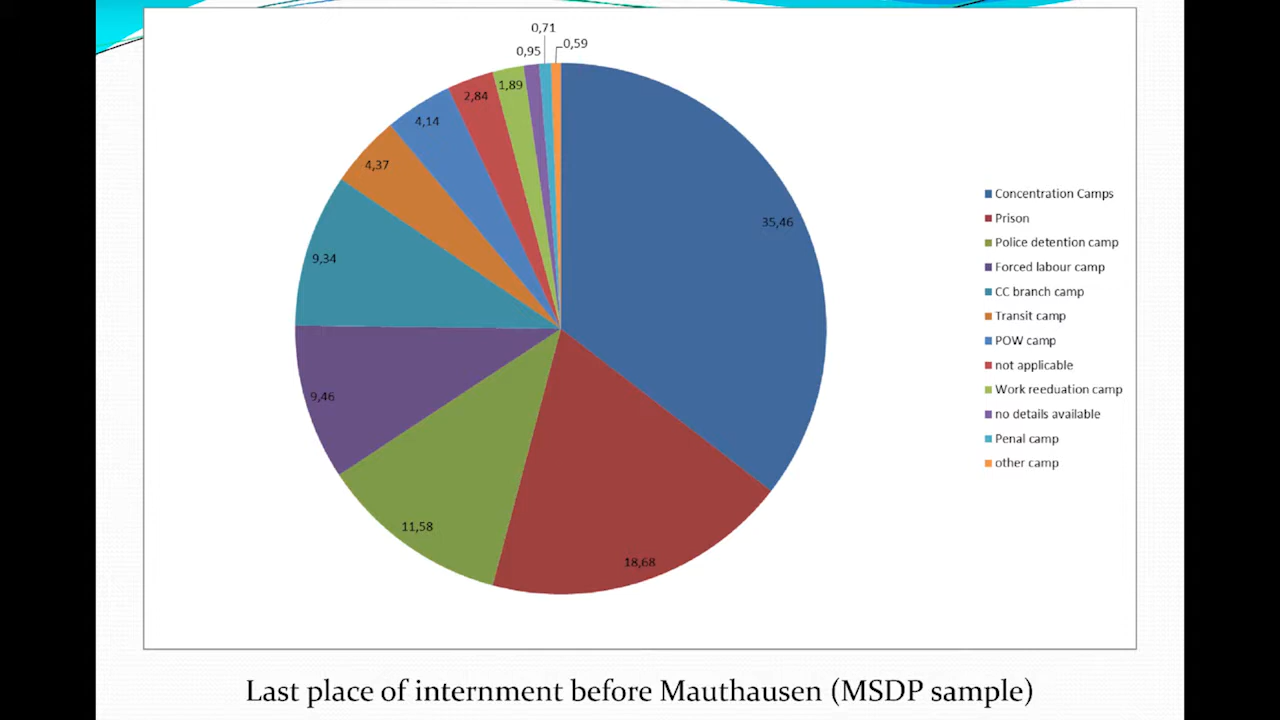 0,71
0,59
0,95
1,89
2,84
4,14
4,37
35,46
9,34
9,46
11,58
18,68
Concentration Camps
Prison
Police detention camp
Forced labour camp
CC branch camp
Transit camp
POW camp
not applicable
Work reeduation camp
no details available
Penal camp
other camp
Last place of internment before Mauthausen (MSDP sample)